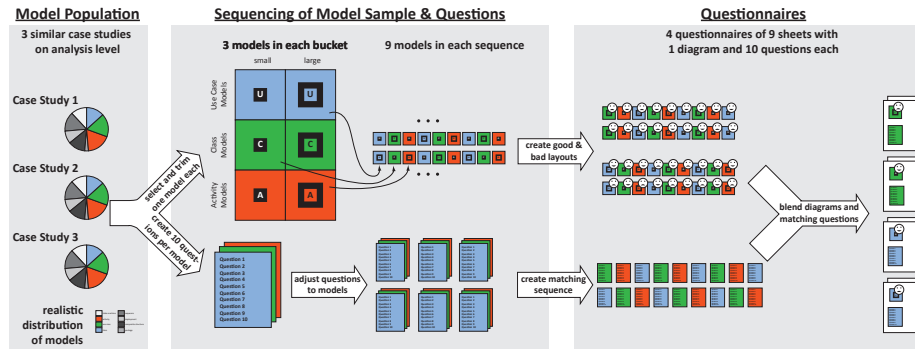 Model Population
Sequencing of Model Sample & Questions
Questionnaires
3 similar case studies
on analysis level
Case Study 1
Case Study 2
Case Study 3
realistic
distribution
of models
select and trim
one model each
create 10 quest-
ions per model
3 models in each bucket
small
large
Use Case
Models
Class
Models
Activity
Models
U
U
C
C
A
A
9 models in each sequence
Question 1
Question 2
Question 3
Question 4
Question 5
Question 6
Question 7
Question 8
Question 9
Question 10
adjust questions
to models
4 questionnaires of 9 sheets with
1 diagram and 10 questions each
create good &
bad layouts
create matching
sequence
blend diagrams and
matching questions